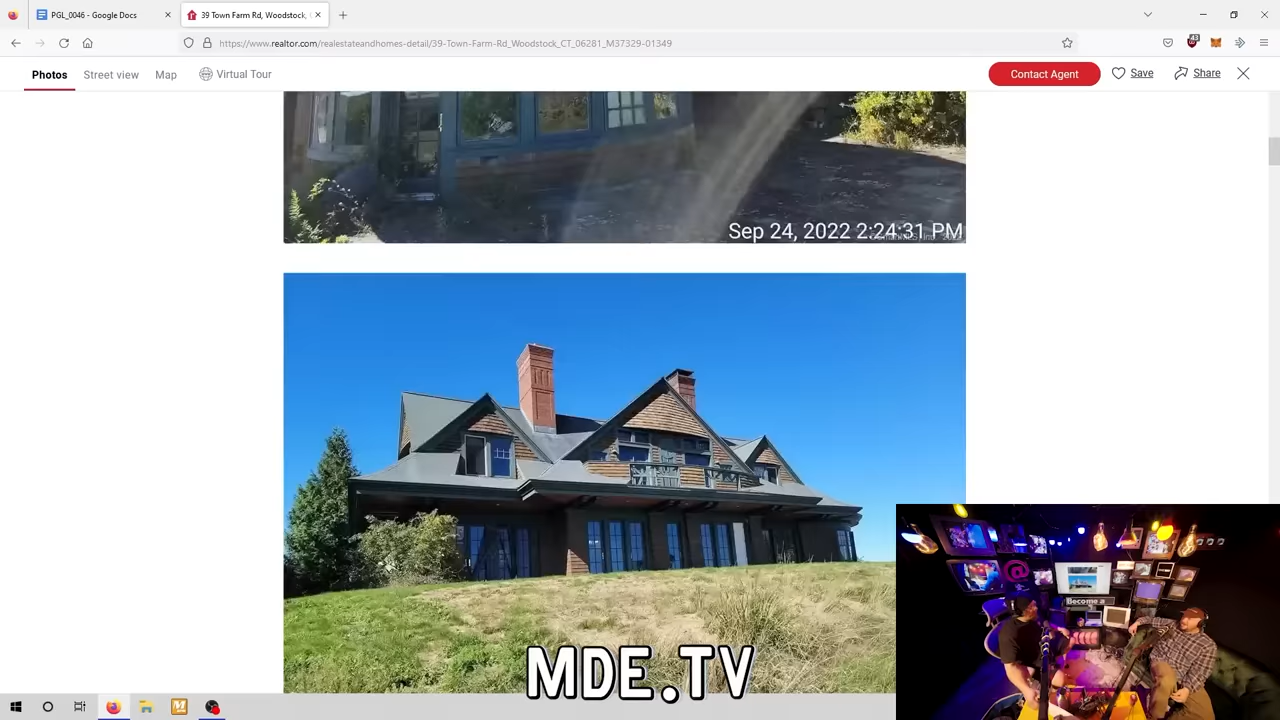 PGL_0046 - Google Docs
39 Town Farm Rd, Woodstock,
https://www.realtor.com/realestateandhomes-detail/39-Town-Farm-Rd_Woodstock_CT_06281_M37329-01349
43
Photos
Street view
Map
Virtual Tour
Contact Agent
Save
Share
Sep 24, 2022 2:24:31 PM
Become a
MDE.TV